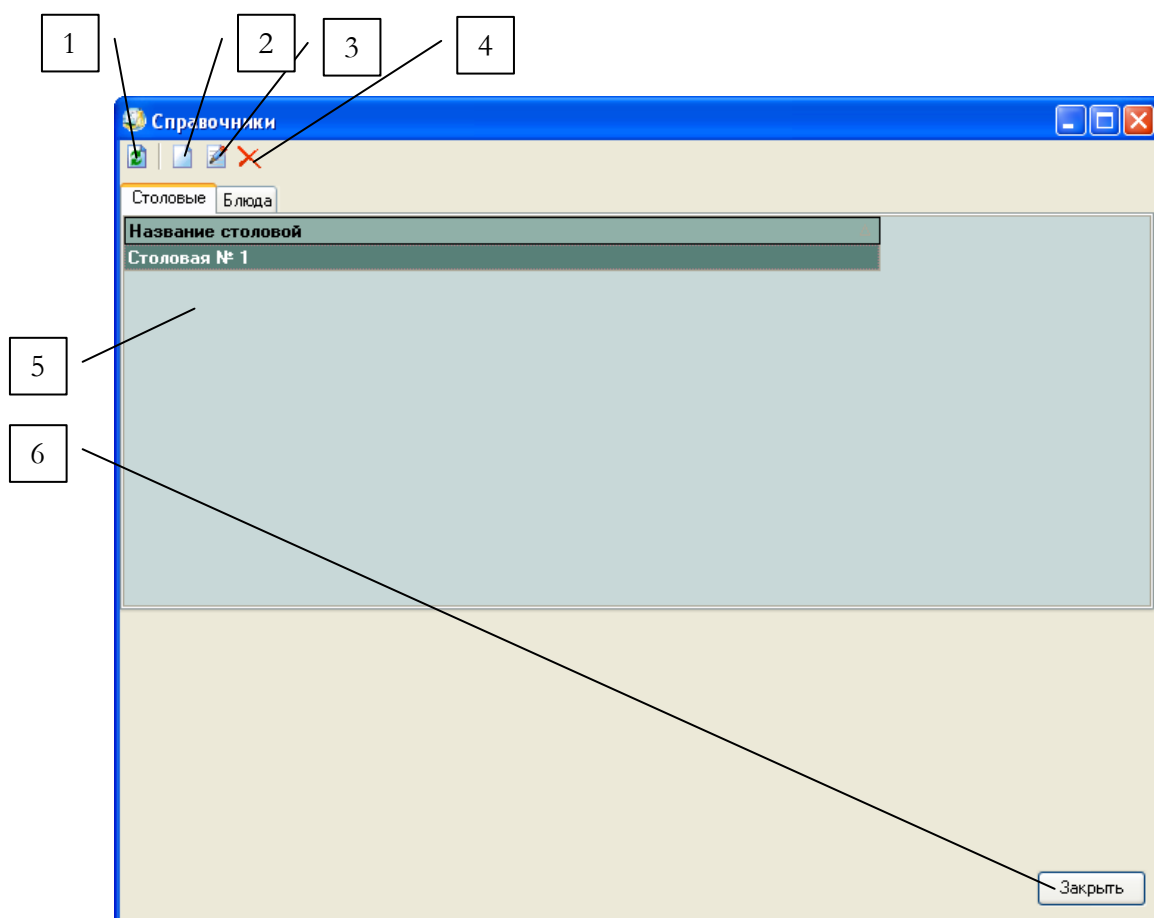 1
2
3
4
Справочники
Столовые
Блюда
Название столовой
Столовая № 1
5
6
Закрыть